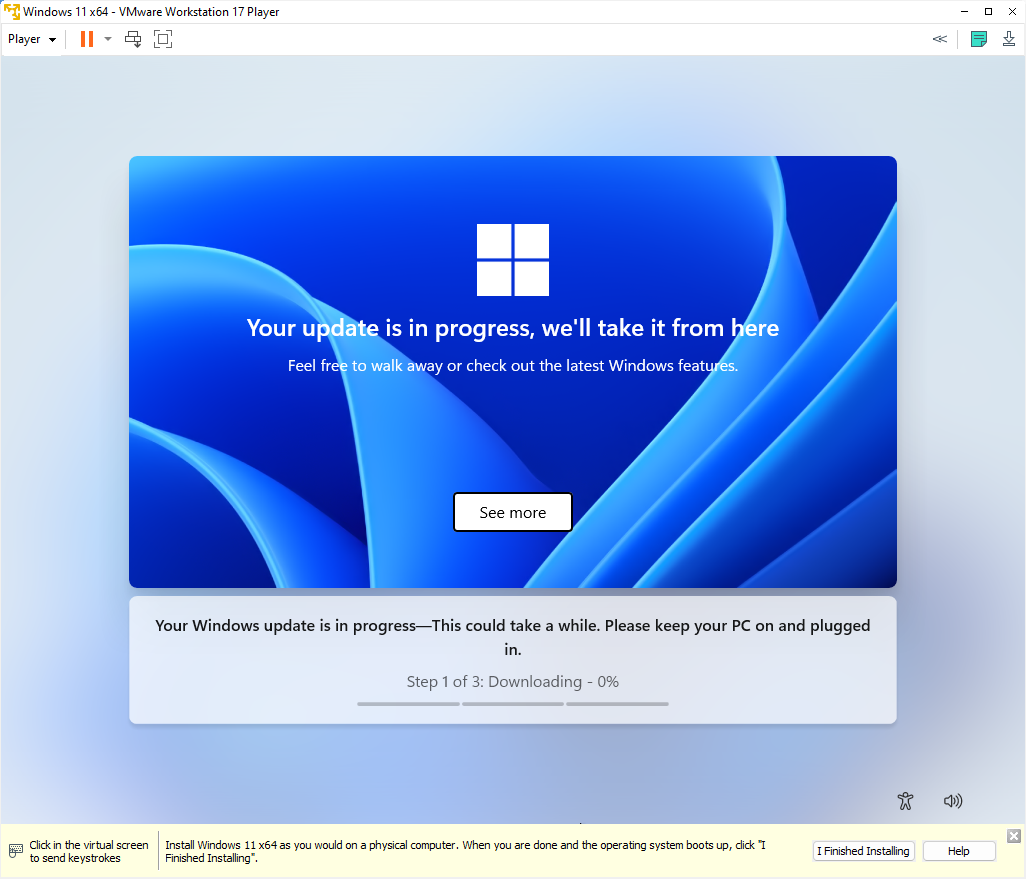 Windows 11 x64 - VMware Workstation 17 Player
Player
Your update is in progress, we'll take it from here
Feel free to walk away or check out the latest Windows features.
See more
Your Windows update is in progress—This could take a while. Please keep your PC on and plugged
in.
Step 1 of 3: Downloading - 0%
Click in the virtual screen
to send keystrokes
Install Windows 11 x64 as you would on a physical computer. When you are done and the operating system boots up, click "I
Finished Installing".
I Finished Installing
Help